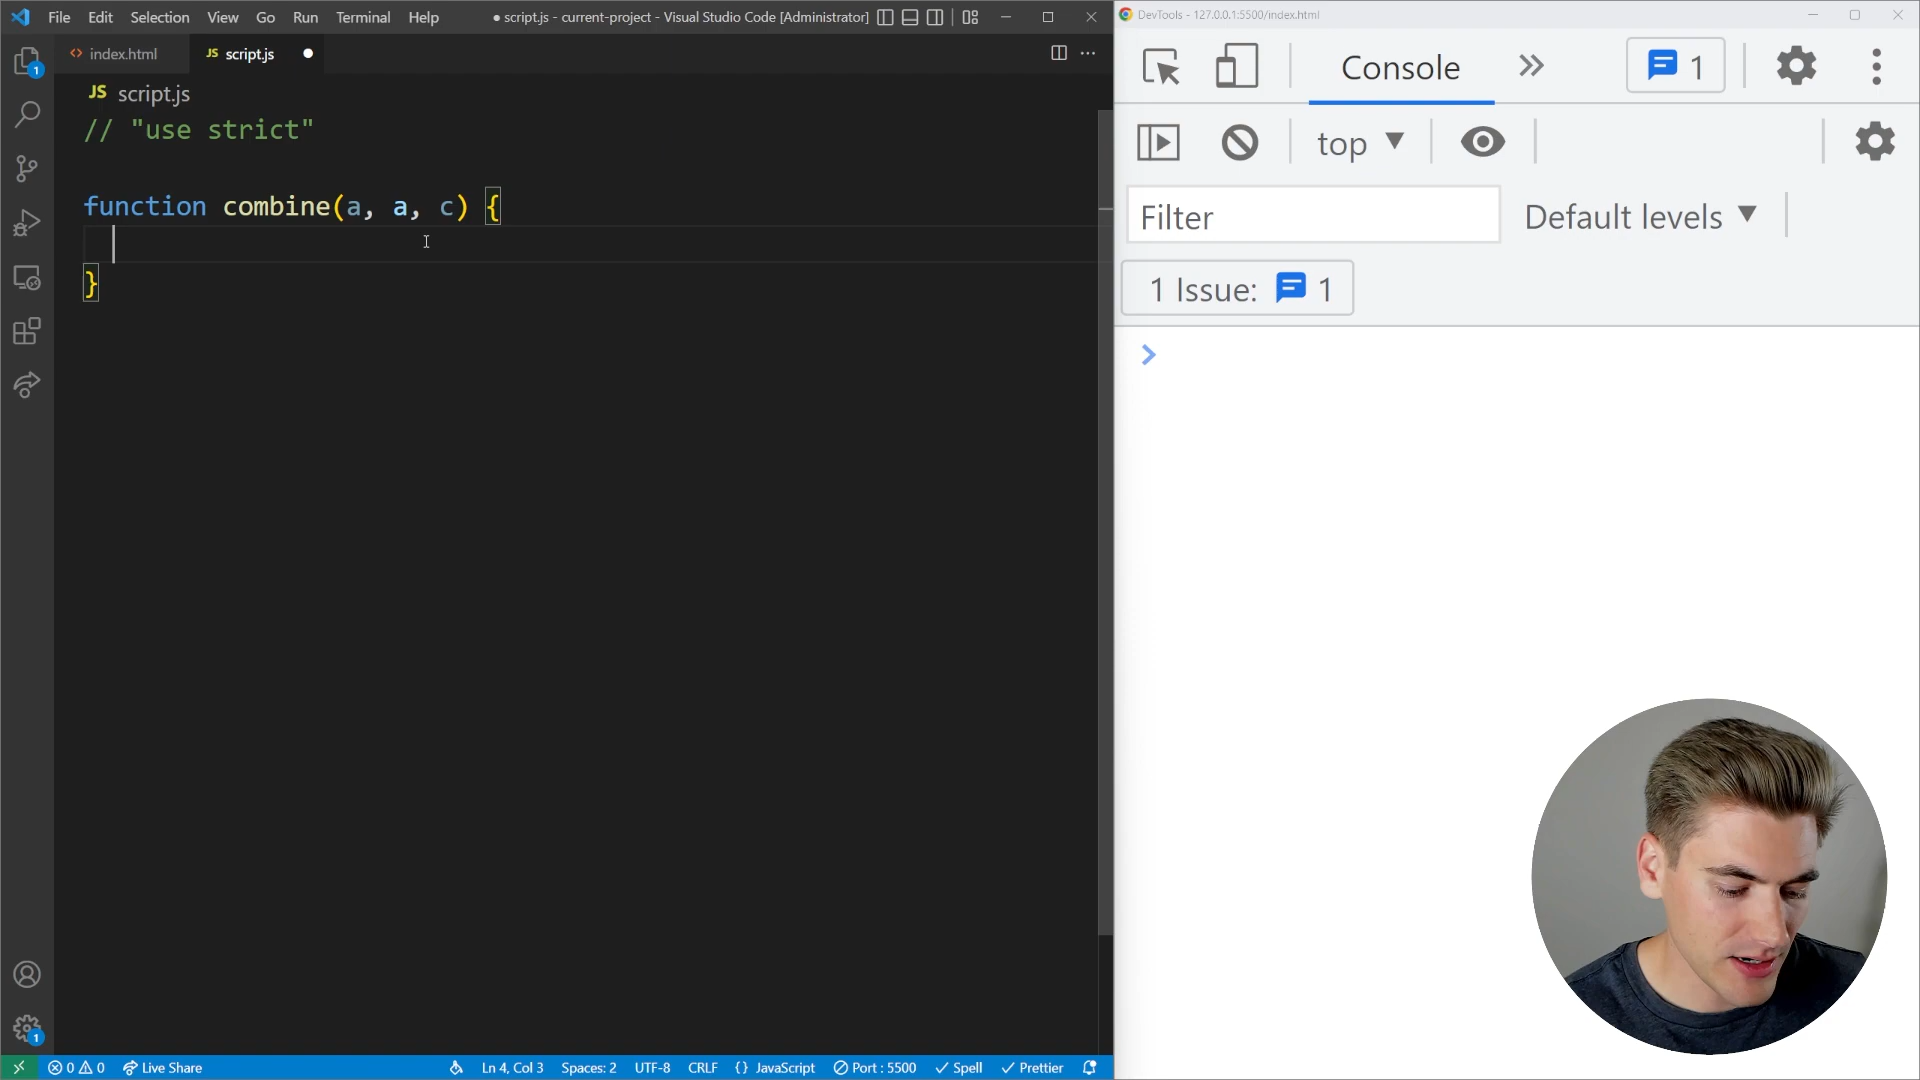 File Edit Selection View Go Run Terminal Help
● script.js - current-project - Visual Studio Code [Administrator]
index.html
JS script.js
JS script.js
// "use strict"
function combine(a, a, c) {
}
1
1
0 0
Live Share
Ln 4, Col 3
Spaces: 2
UTF-8
CRLF
{} JavaScript
Port : 5500
Spell
Prettier
DevTools - 127.0.0.1:5500/index.html
Console
1
top
Filter
Default levels
1 Issue: 1